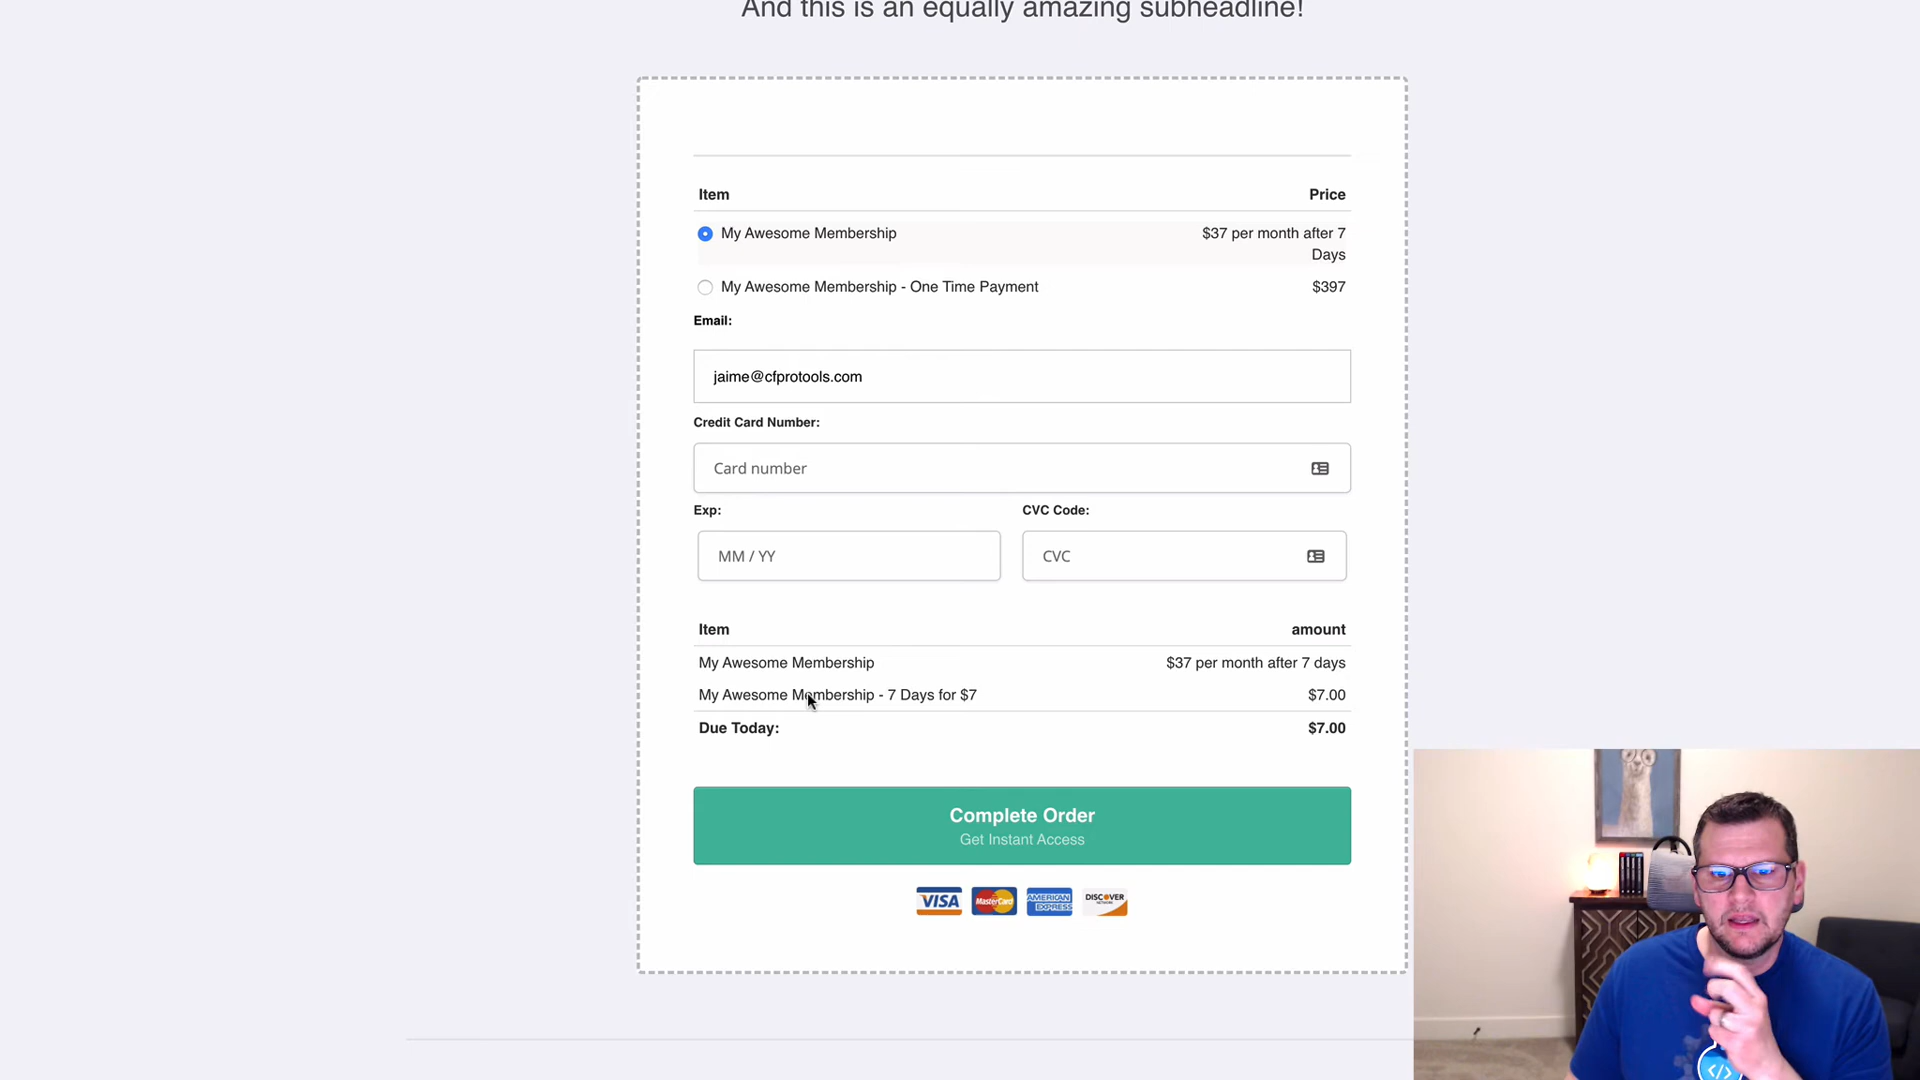 And this is an equally amazing subheadline!
Item Price
My Awesome Membership $37 per month after 7
Days
My Awesome Membership - One Time Payment $397
Email:
jaime@cfprotools.com
Credit Card Number:
Card number
Exp: CVC Code:
MM / YY CVC
Item amount
My Awesome Membership $37 per month after 7 days
My Awesome Membership - 7 Days for $7 $7.00
Due Today: $7.00
Complete Order
Get Instant Access
VISA MasterCard AMERICAN EXPRESS DISCOVER NETWORK
</>